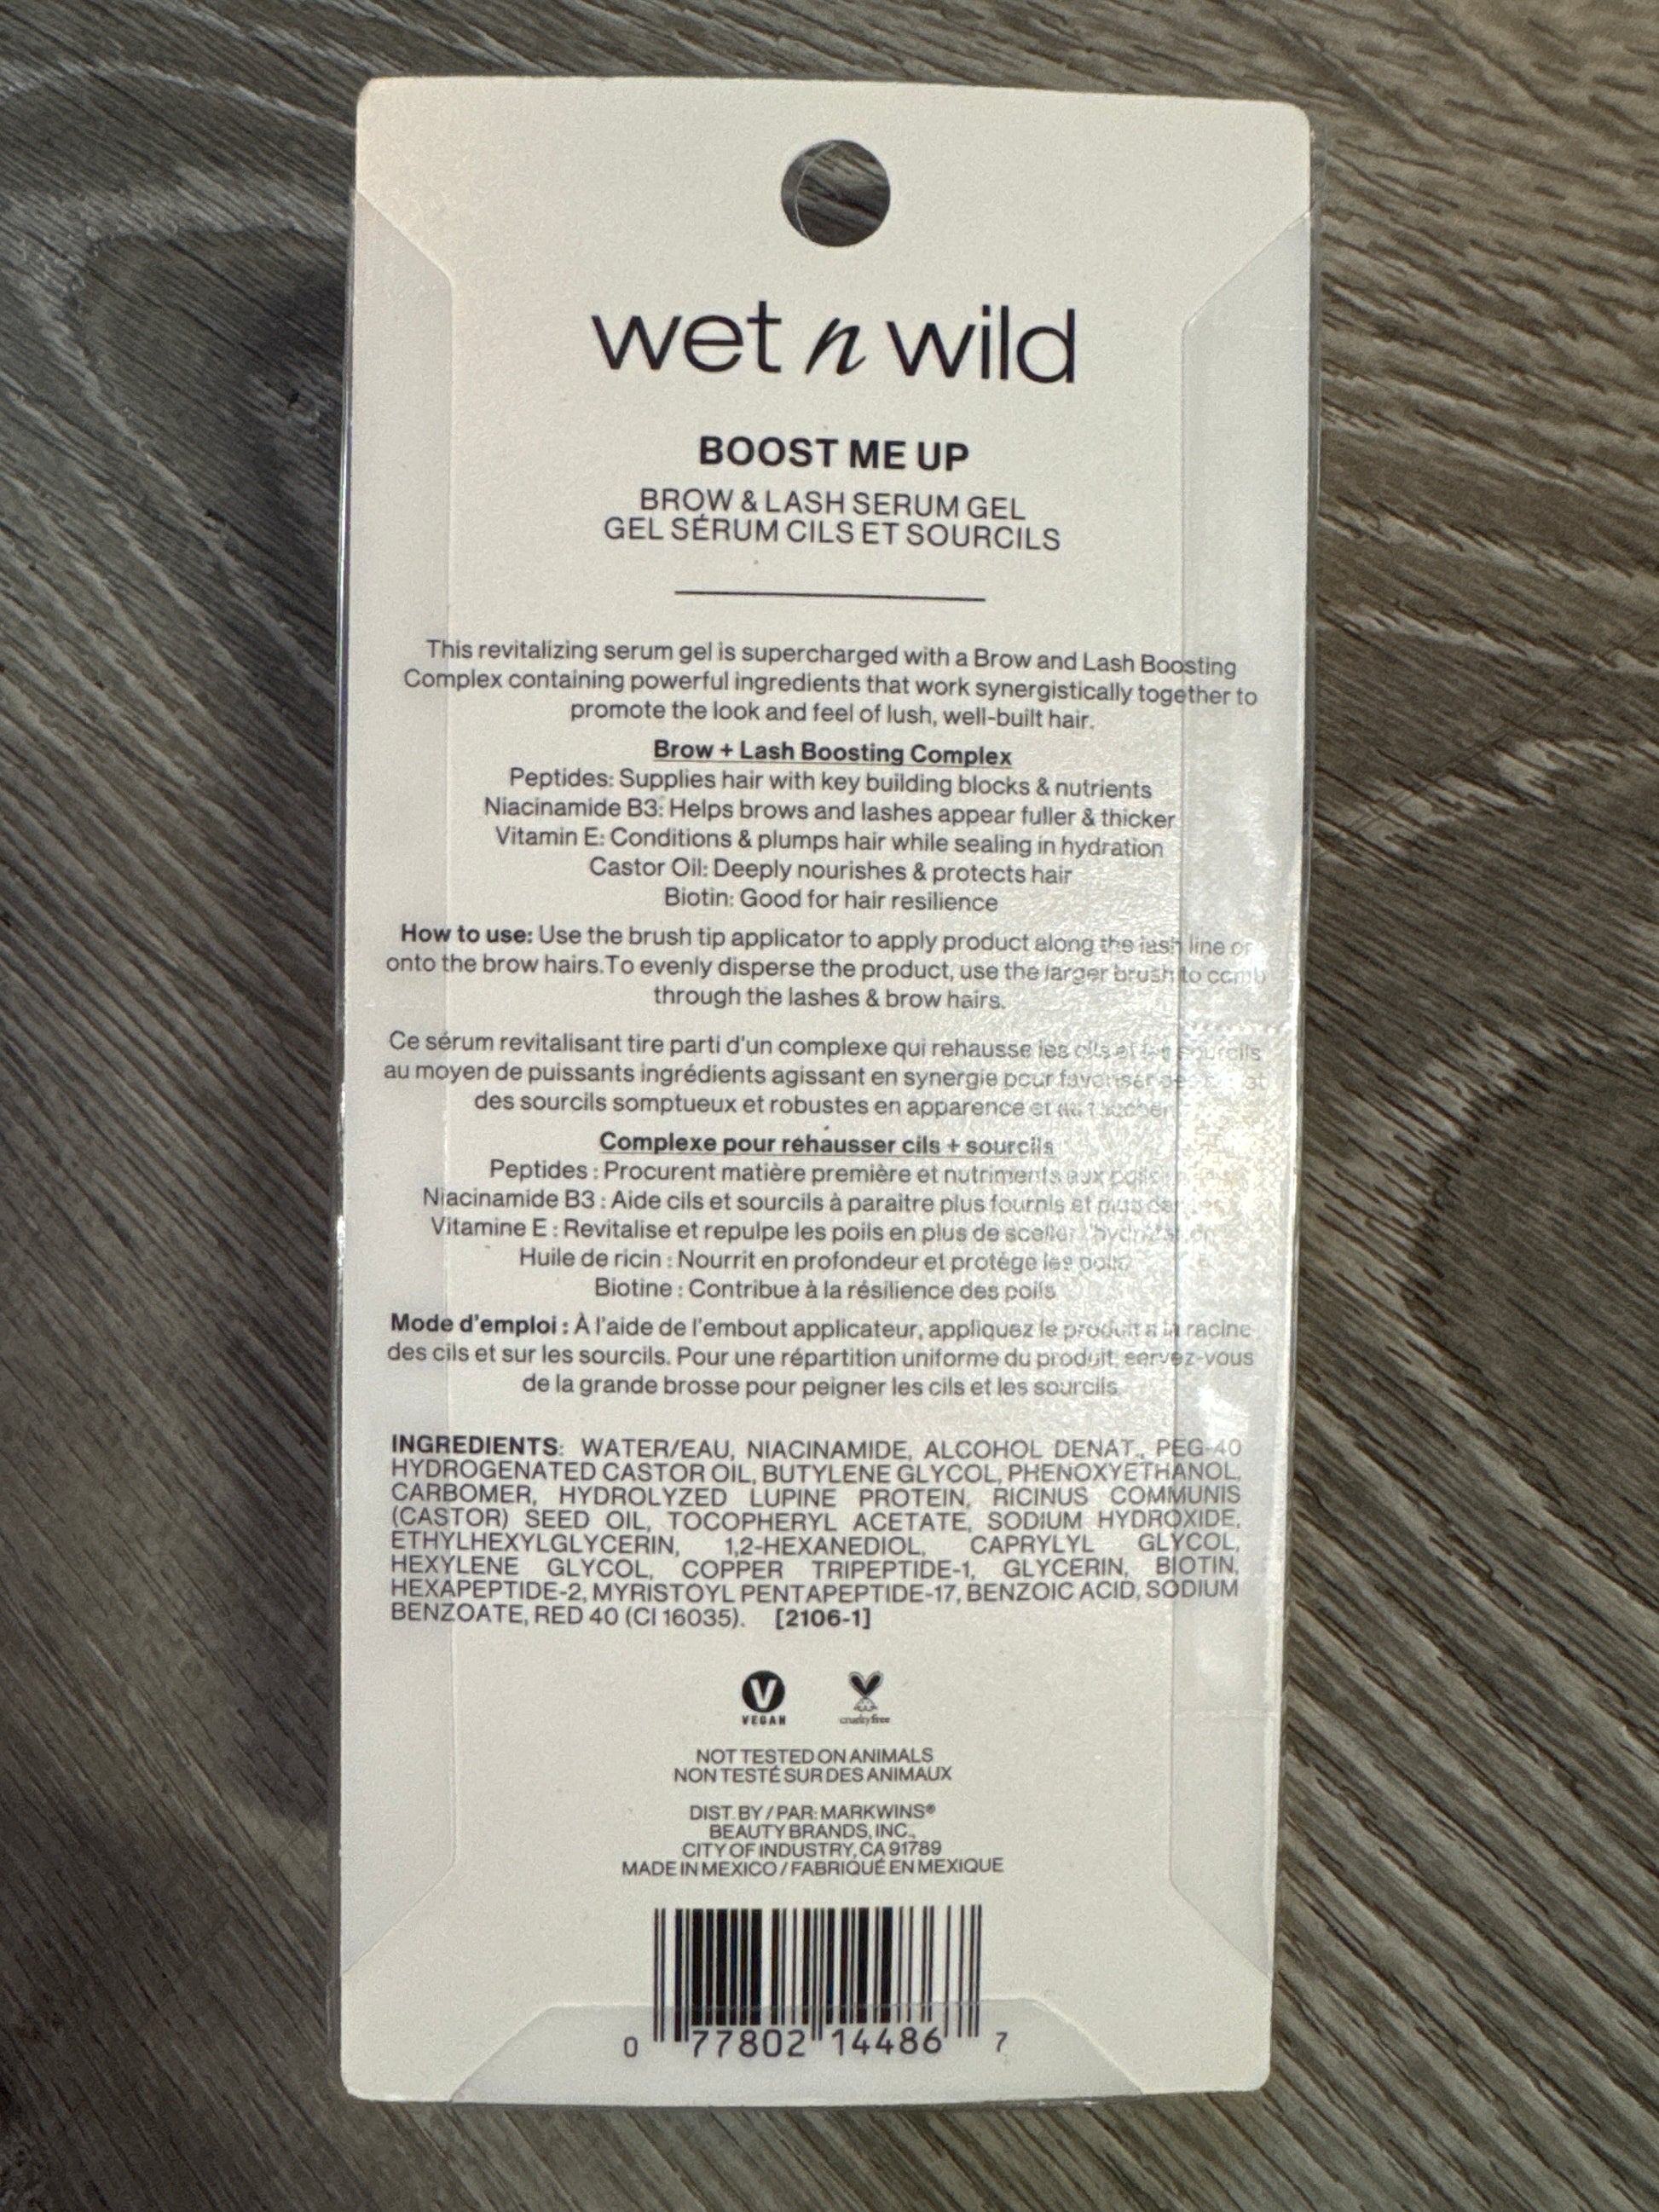 wet n wild
BOOST ME UP
BROW & LASH SERUM GEL
GEL SÉRUM CILS ET SOURCILS
This revitalizing serum gel is supercharged with a Brow and Lash Boosting
Complex containing powerful ingredients that work synergistically together to
promote the look and feel of lush, well-built hair.
Brow + Lash Boosting Complex
Peptides: Supplies hair with key building blocks & nutrients
Niacinamide B3: Helps brows and lashes appear fuller & thicker
Vitamin E: Conditions & plumps hair while sealing in hydration
Castor Oil: Deeply nourishes & protects hair
Biotin: Good for hair resilience
How to use: Use the brush tip applicator to apply product along the lash line or
onto the brow hairs.To evenly disperse the product, use the larger brush to comb
through the lashes & brow hairs.
Ce sérum revitalisant tire parti d'un complexe qui rehausse les cils et les sourcils
au moyen de puissants ingrédients agissant en synergie pour favoriser
des sourcils somptueux et robustes en apparence et au toucher
Complexe pour rehausser cils + sourcils
Peptides : Procurent matière première et nutriments aux poils
Niacinamide B3 : Aide cils et sourcils à paraitre plus fournis et plus
Vitamine E : Revitalise et repulpe les poils en plus de sceller l'hydratation
Huile de ricin : Nourrit en profondeur et protége les poils
Biotine : Contribue à la résilience des poils
Mode d'emploi : À l'aide de l'embout applicateur, appliquez le produit à la racine
des cils et sur les sourcils. Pour une répartition uniforme du produit, servez-vous
de la grande brosse pour peigner les cils et les sourcils.
INGREDIENTS: WATER/EAU, NIACINAMIDE, ALCOHOL DENAT., PEG-40
HYDROGENATED CASTOR OIL, BUTYLENE GLYCOL, PHENOXYETHANOL,
CARBOMER, HYDROLYZED LUPINE PROTEIN, RICINUS COMMUNIS
(CASTOR) SEED OIL, TOCOPHERYL ACETATE, SODIUM HYDROXIDE,
ETHYLHEXYLGLYCERIN, 1,2-HEXANEDIOL, CAPRYLYL GLYCOL,
HEXYLENE GLYCOL, COPPER TRIPEPTIDE-1, GLYCERIN, BIOTIN,
HEXAPEPTIDE-2, MYRISTOYL PENTAPEPTIDE-17, BENZOIC ACID, SODIUM
BENZOATE, RED 40 (CI 16035). [2106-1]
V
VEGAN
cruelty free
NOT TESTED ON ANIMALS
NON TESTÉ SUR DES ANIMAUX
DIST. BY / PAR: MARKWINS®
BEAUTY BRANDS, INC.,
CITY OF INDUSTRY, CA 91789
MADE IN MEXICO / FABRIQUÉ EN MEXIQUE
0 77802 14486 7